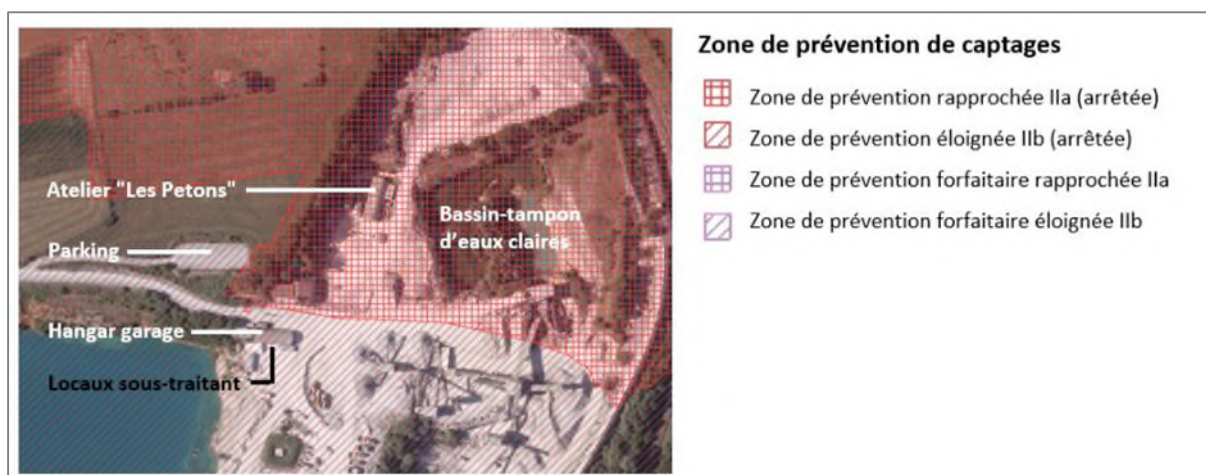 Zone de prévention de captages
Zone de prévention rapprochée IIa (arrêtée)
Zone de prévention éloignée IIb (arrêtée)
Zone de prévention forfaitaire rapprochée IIa
Zone de prévention forfaitaire éloignée IIb
Atelier "Les Petons"
Bassin-tampon
d'eaux claires
Parking
Hangar garage
Locaux sous-traitant